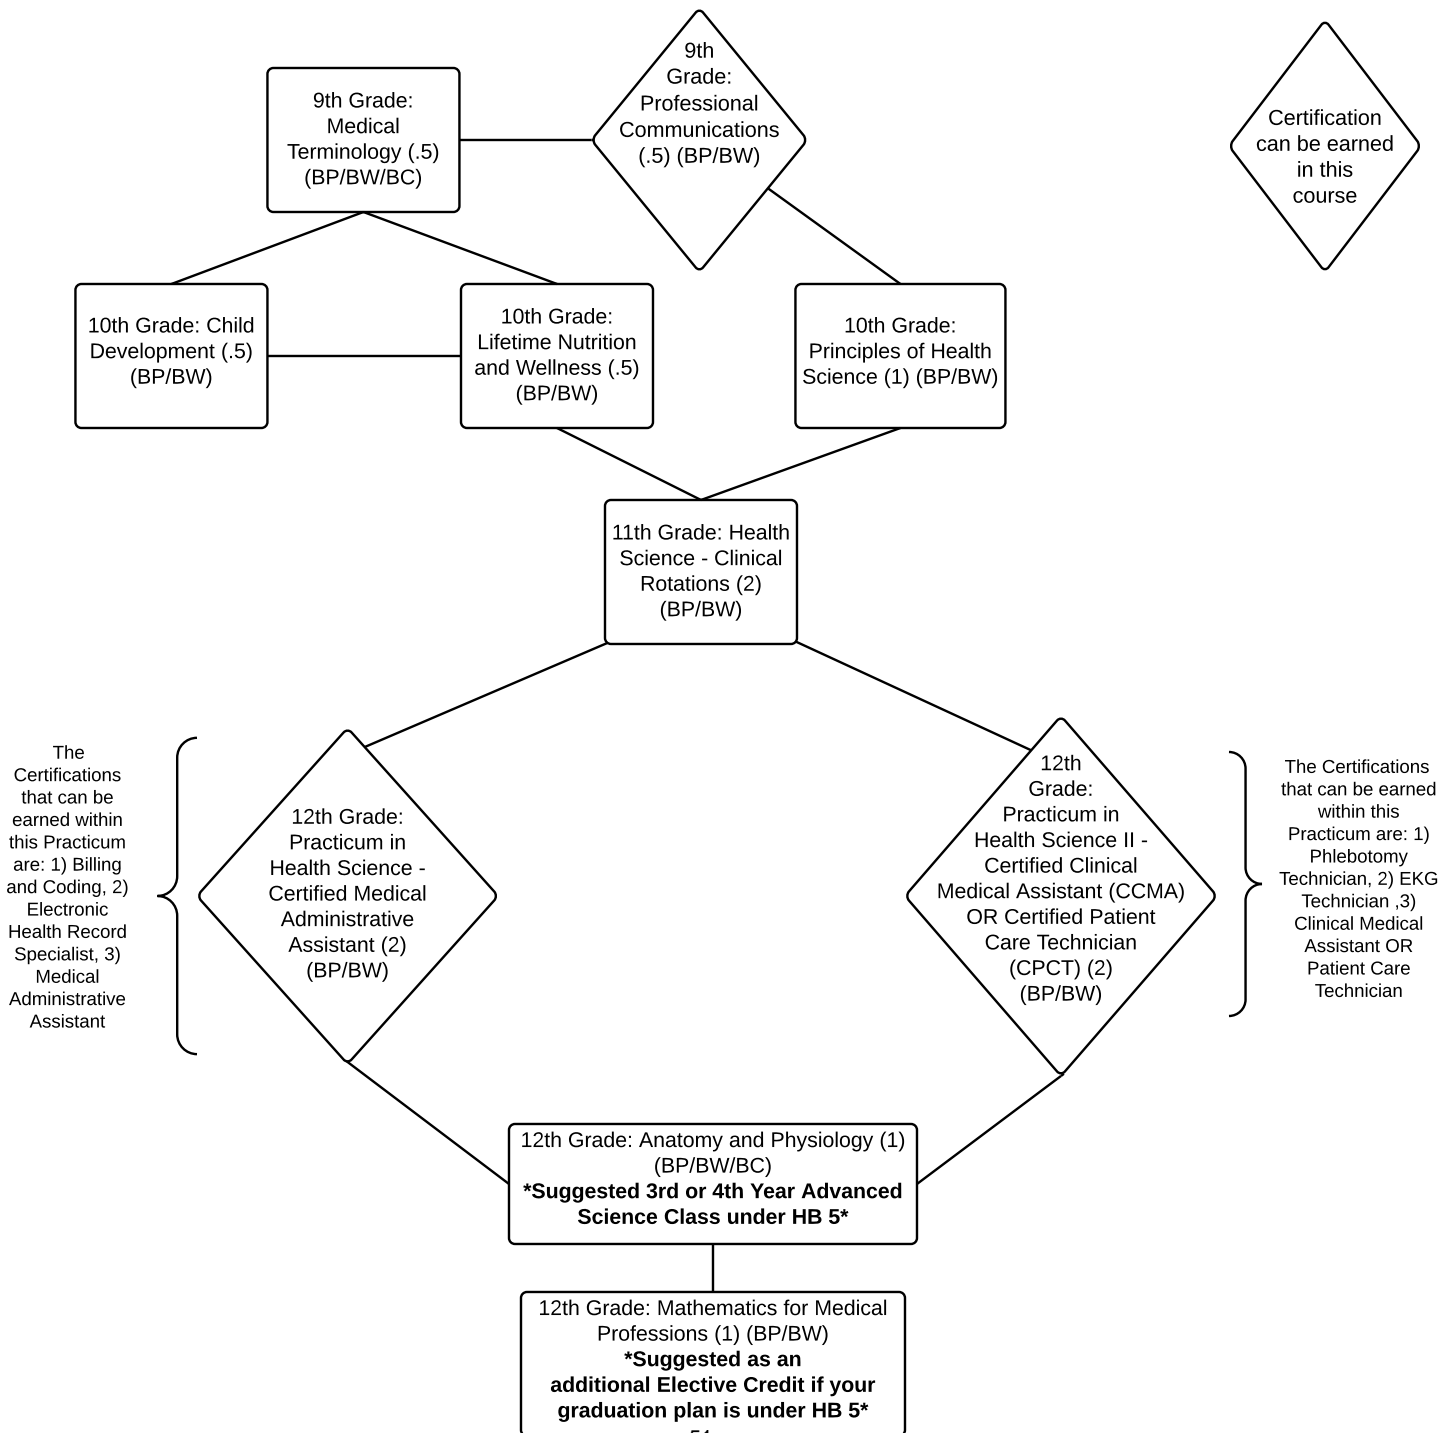 9th
Grade:
Professional
Communications
(.5) (BP/BW)
9th Grade:
Medical
Terminology (.5)
(BP/BW/BC)
Certification
can be earned
in this
course
10th Grade: Child
Development (.5)
(BP/BW)
10th Grade:
Lifetime Nutrition
and Wellness (.5)
(BP/BW)
10th Grade:
Principles of Health
Science (1) (BP/BW)
11th Grade: Health
Science - Clinical
Rotations (2)
(BP/BW)
The
Certifications
that can be
earned within
this Practicum
are: 1) Billing
and Coding, 2)
Electronic
Health Record
Specialist, 3)
Medical
Administrative
Assistant
12th Grade:
Practicum in
Health Science -
Certified Medical
Administrative
Assistant (2)
(BP/BW)
12th
Grade:
Practicum in
Health Science II -
Certified Clinical
Medical Assistant (CCMA)
OR Certified Patient
Care Technician
(CPCT) (2)
(BP/BW)
The Certifications
that can be earned
within this
Practicum are: 1)
Phlebotomy
Technician, 2) EKG
Technician ,3)
Clinical Medical
Assistant OR
Patient Care
Technician
12th Grade: Anatomy and Physiology (1)
(BP/BW/BC)
*Suggested 3rd or 4th Year Advanced
Science Class under HB 5*
12th Grade: Mathematics for Medical
Professions (1) (BP/BW)
*Suggested as an
additional Elective Credit if your
graduation plan is under HB 5*